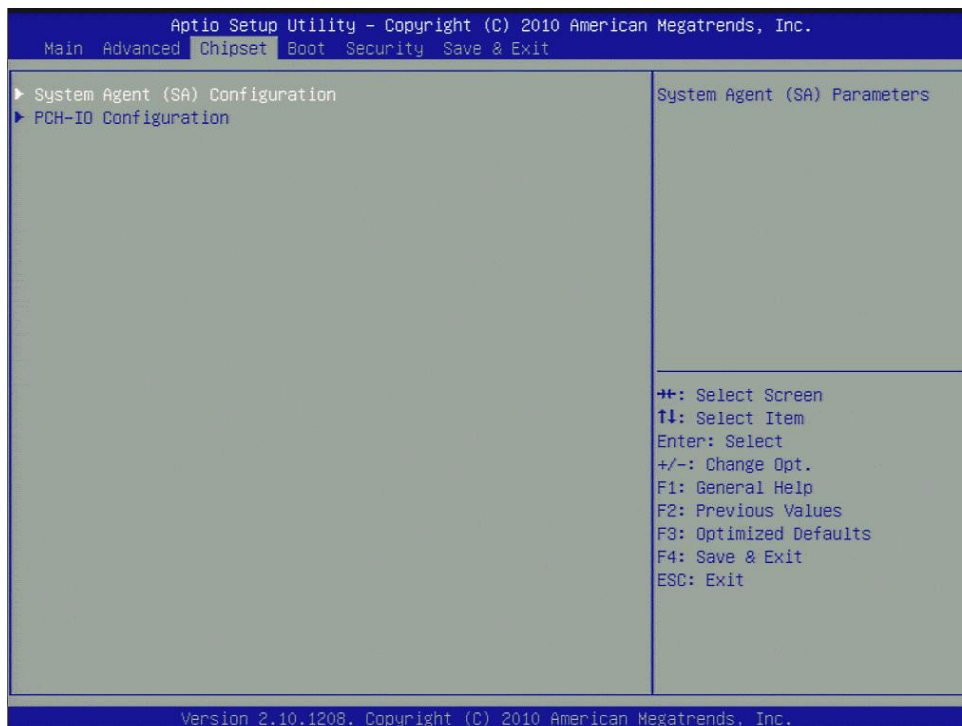 Aptio Setup Utility – Copyright (C) 2010 American Megatrends, Inc.
Main Advanced Chipset Boot Security Save & Exit
System Agent (SA) Configuration
PCH-IO Configuration
System Agent (SA) Parameters
→←: Select Screen
↑↓: Select Item
Enter: Select
+/-: Change Opt.
F1: General Help
F2: Previous Values
F3: Optimized Defaults
F4: Save & Exit
ESC: Exit
Version 2.10.1208. Copyright (C) 2010 American Megatrends, Inc.